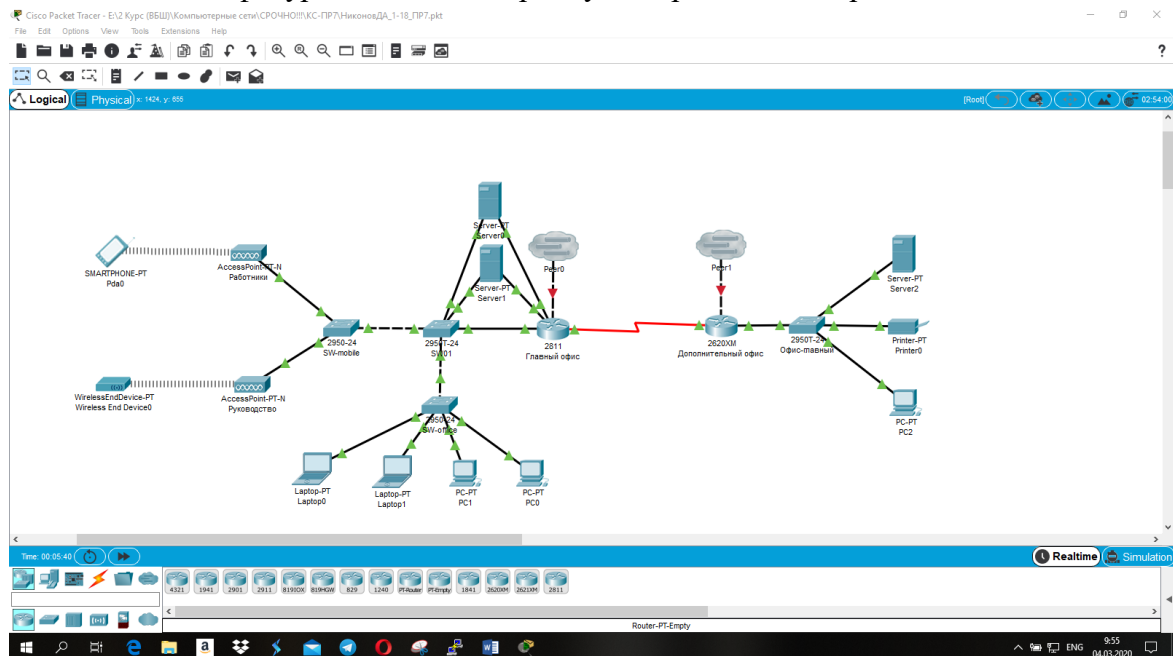 Cisco Packet Tracer - E:\2 Курс (ВБШ)\Компьютерные сети\СРОЧНО!!!\КС-ПР7\НиконовДА_1-18_ПР7.pkt
File Edit Options View Tools Extensions Help
?
Logical Physical x: 1424, y: 655 [Root] 02:54:00
SMARTPHONE-PT
Pda0
AccessPoint-PT-N
Работники
WirelessEndDevice-PT
Wireless End Device0
AccessPoint-PT-N
Руководство
2950-24
SW-mobile
Server-PT
Server0
Server-PT
Server1
2950T-24
SW01
2950-24
SW-office
Laptop-PT
Laptop0
Laptop-PT
Laptop1
PC-PT
PC1
PC-PT
PC0
Peer0
2811
Главный офис
Peer1
2620XM
Дополнительный офис
2950T-24
Офис-главный
Server-PT
Server2
Printer-PT
Printer0
PC-PT
PC2
Time: 00:05:40 Realtime Simulation
4321 1941 2901 2911 819IOX 819HGW 829 1240 PT-Router PT-Empty 1841 2620XM 2621XM 2811
Router-PT-Empty
ENG 9:55
04.03.2020